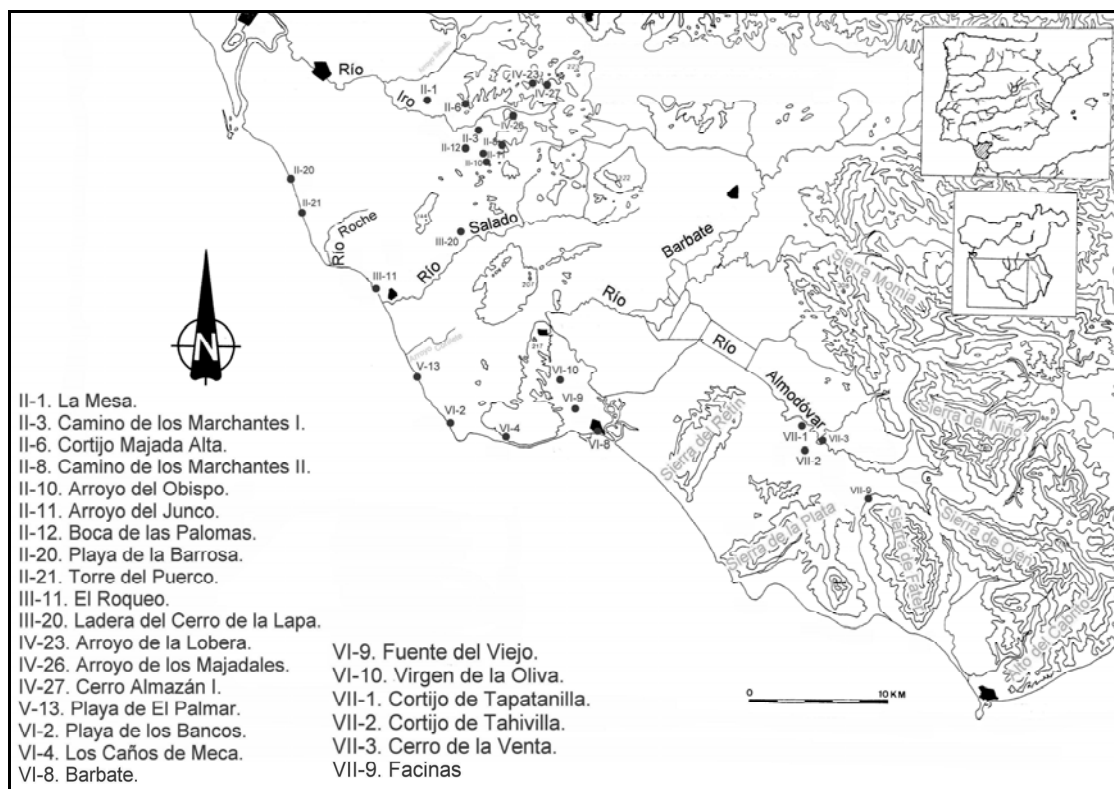 Río
Arroyo Salado
Iro
II-1
II-6
IV-23
IV-27
227
IV-26
II-3
II-12
II-8
II-11
II-10
II-20
II-21
Río
Roche
III-20
Salado
Río
207
Barbate
III-11
Río
Río
217
V-13
VI-10
Almodóvar
VI-2
VI-4
VI-9
VI-8
VII-1
VII-3
VII-2
VII-9
Sierra Momia
Sierra del Niño
Sierra del Retín
Sierra de la Plata
Sierra de Fates
Sierra de Ojén
Alto del Cabrito
N
0 10 KM
II-1. La Mesa.
II-3. Camino de los Marchantes I.
II-6. Cortijo Majada Alta.
II-8. Camino de los Marchantes II.
II-10. Arroyo del Obispo.
II-11. Arroyo del Junco.
II-12. Boca de las Palomas.
II-20. Playa de la Barrosa.
II-21. Torre del Puerco.
III-11. El Roqueo.
III-20. Ladera del Cerro de la Lapa.
IV-23. Arroyo de la Lobera.
IV-26. Arroyo de los Majadales.
IV-27. Cerro Almazán I.
V-13. Playa de El Palmar.
VI-2. Playa de los Bancos.
VI-4. Los Caños de Meca.
VI-8. Barbate.
VI-9. Fuente del Viejo.
VI-10. Virgen de la Oliva.
VII-1. Cortijo de Tapatanilla.
VII-2. Cortijo de Tahivilla.
VII-3. Cerro de la Venta.
VII-9. Facinas